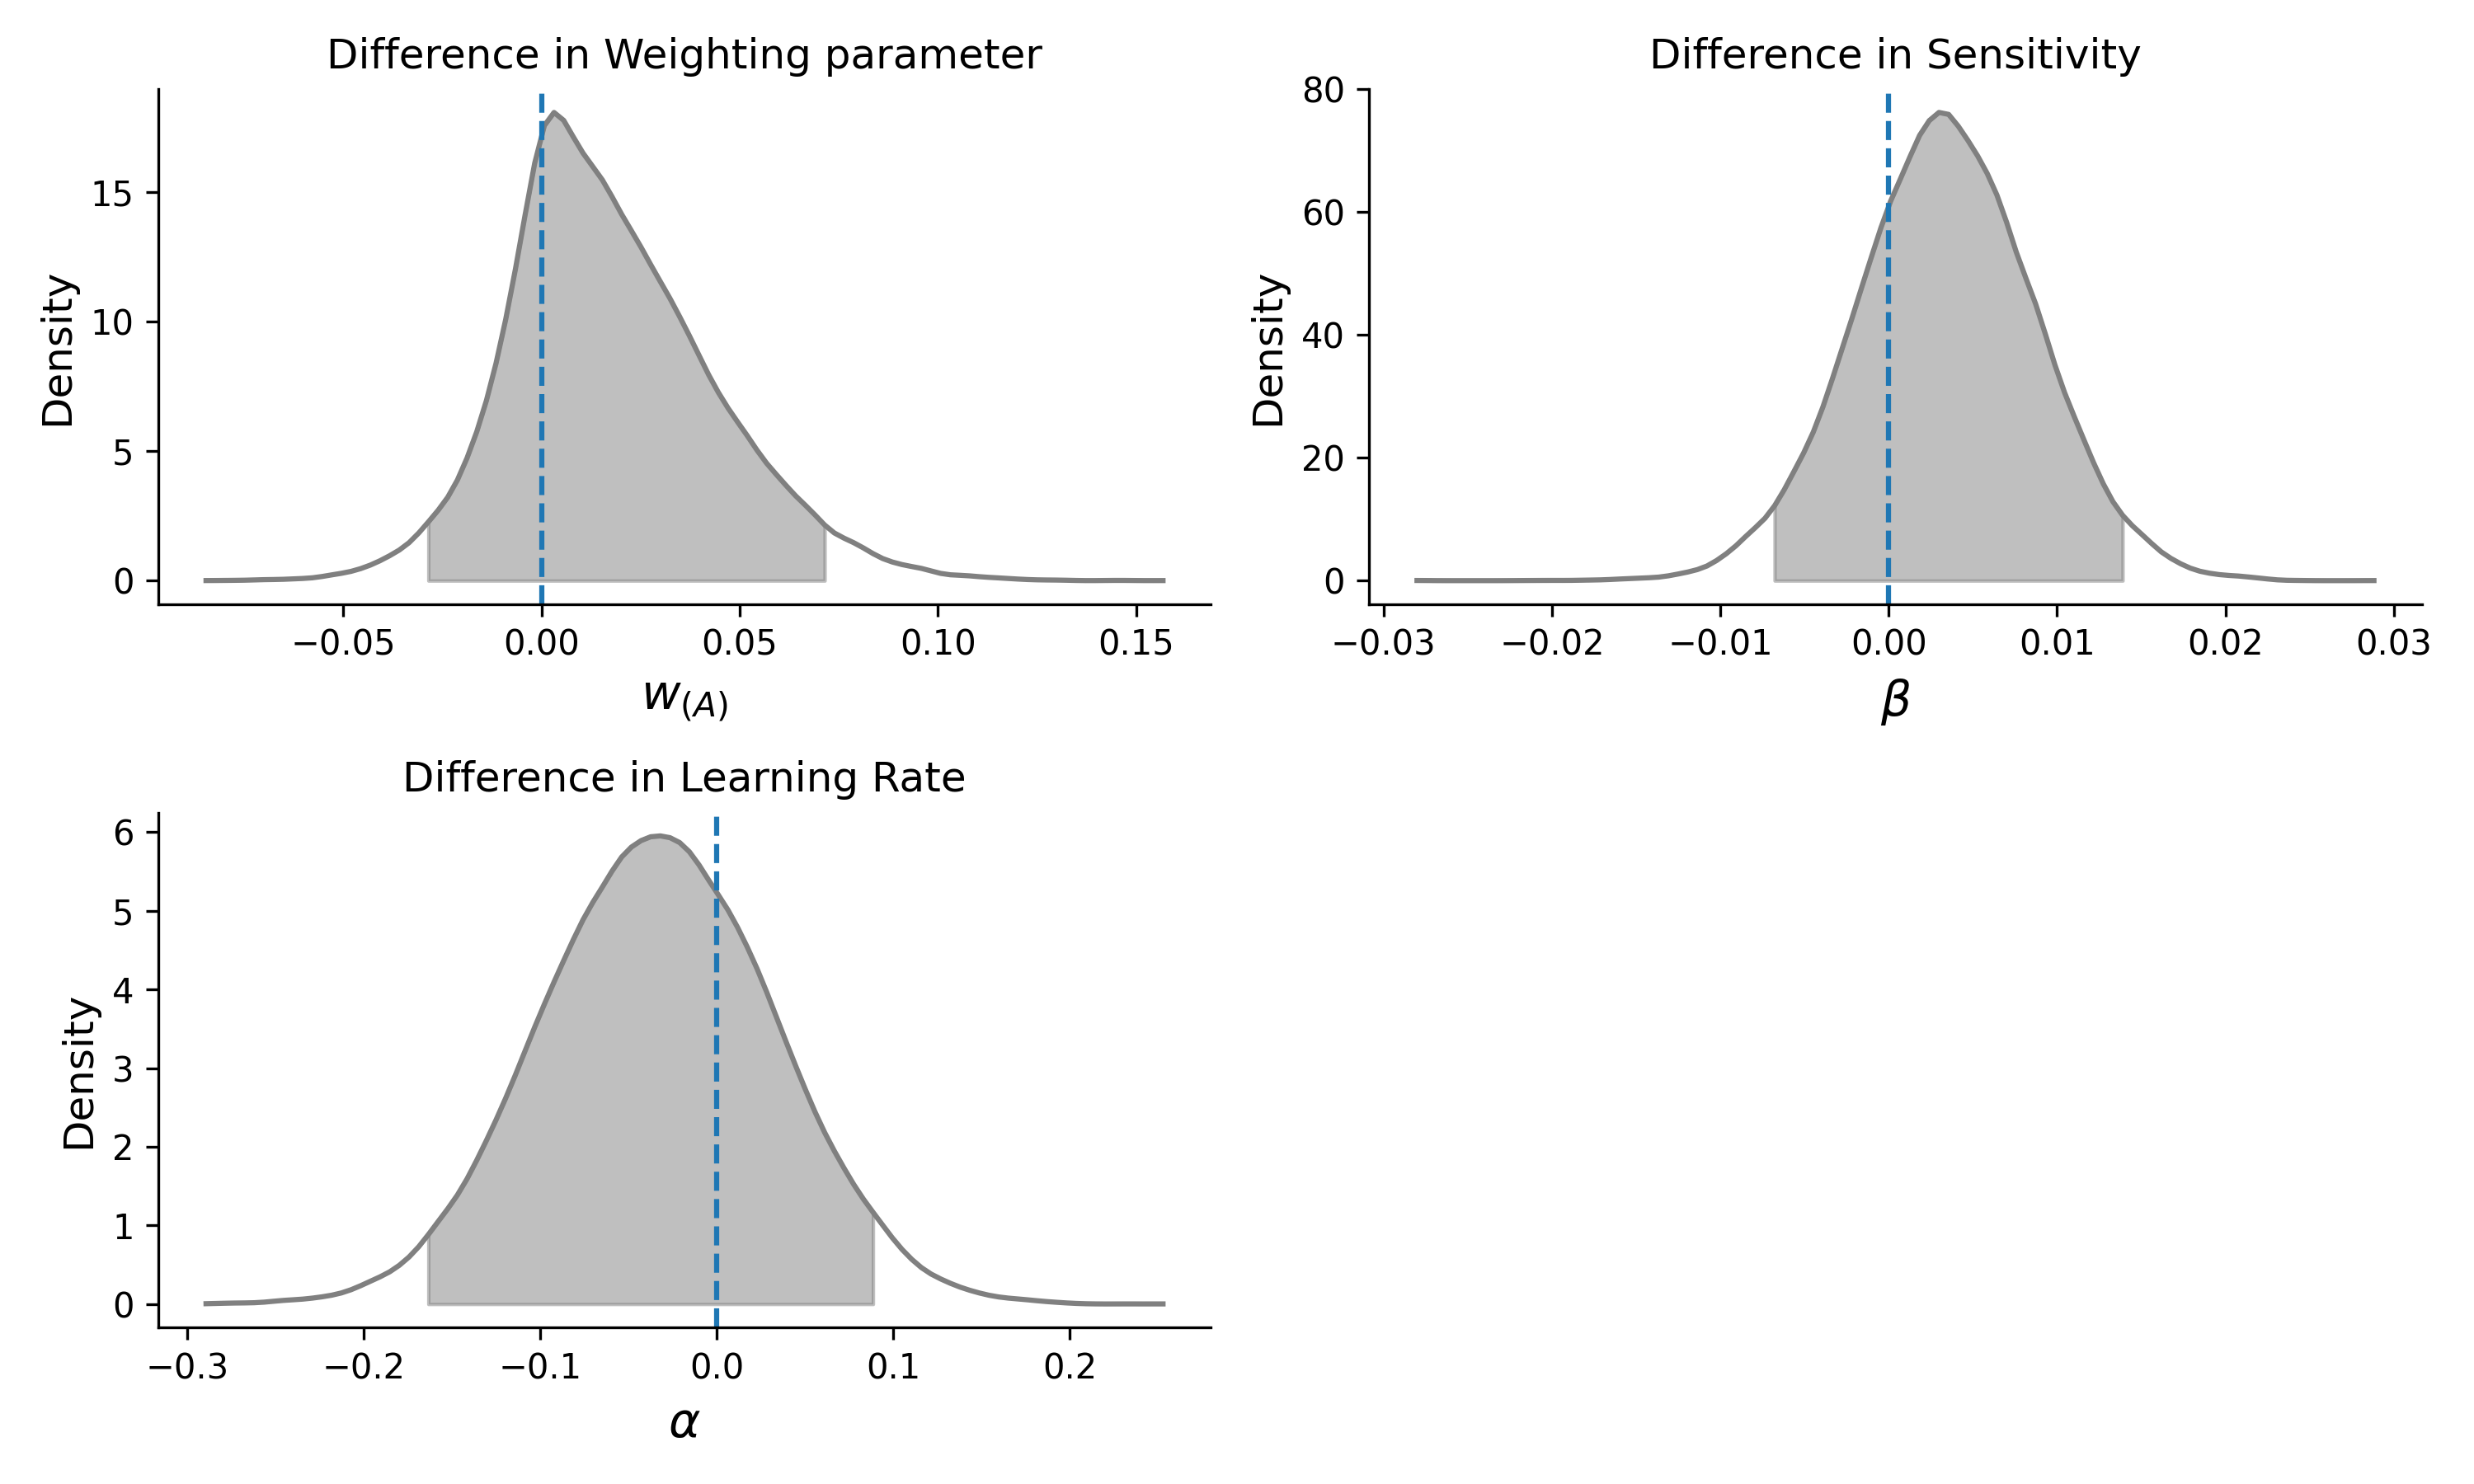 Difference in Weighting parameter
Density
15
10
5
0
−0.05 0.00 0.05 0.10 0.15
w(A)
Difference in Sensitivity
Density
80
60
40
20
0
−0.03 −0.02 −0.01 0.00 0.01 0.02 0.03
β
Difference in Learning Rate
Density
6
5
4
3
2
1
0
−0.3 −0.2 −0.1 0.0 0.1 0.2
α